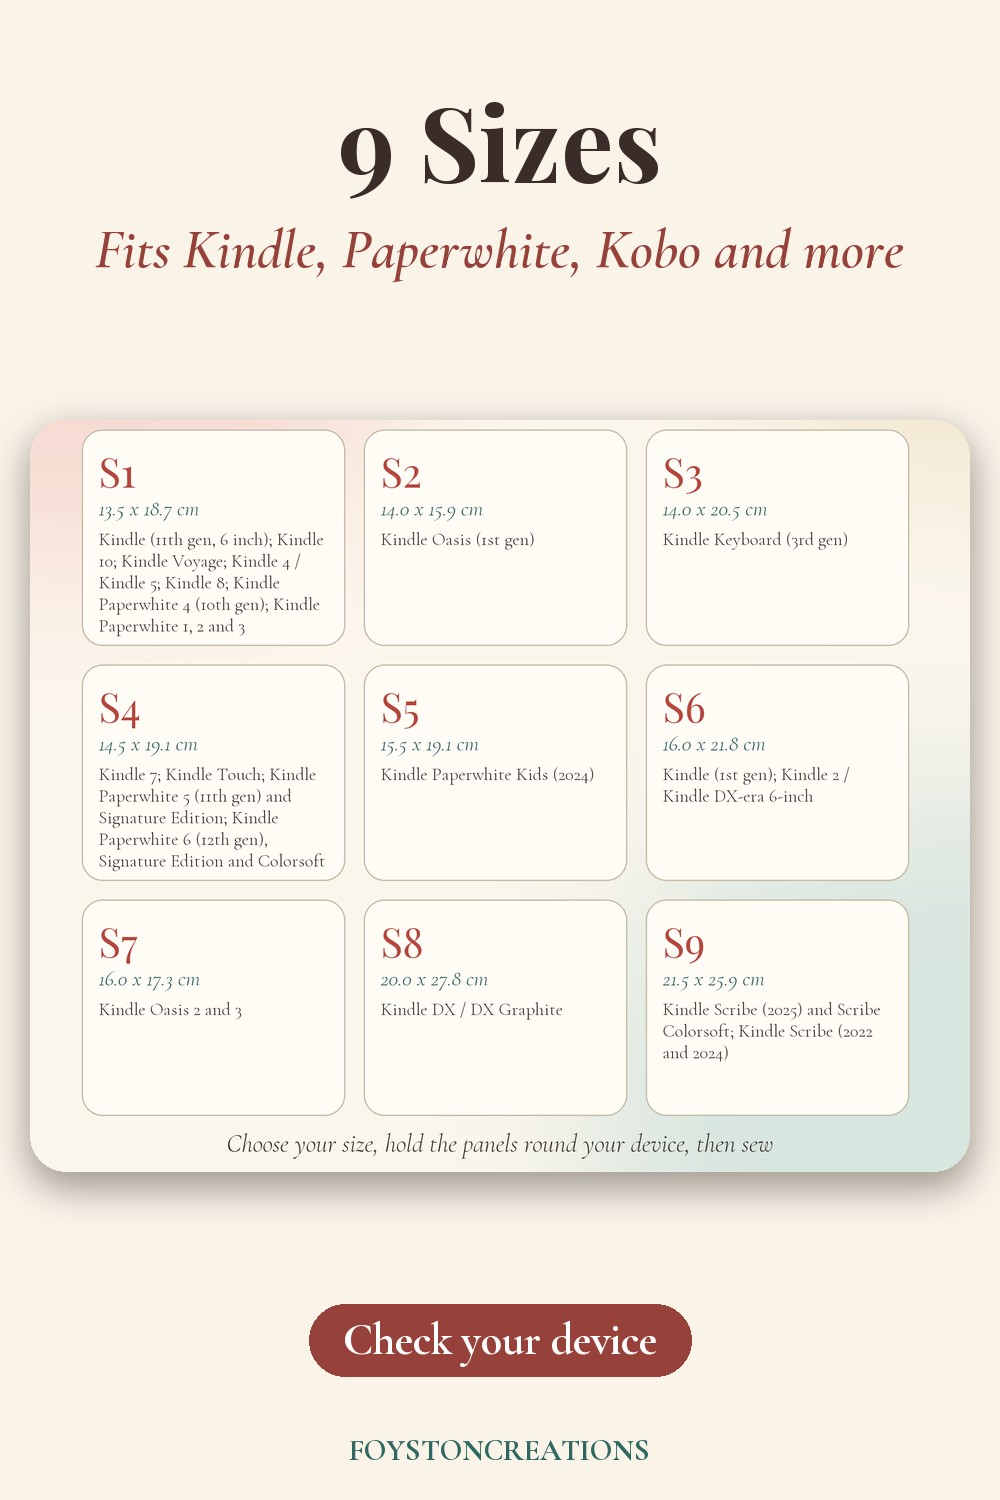 9 Sizes
Fits Kindle, Paperwhite, Kobo and more
S1
13.5 x 18.7 cm
Kindle (11th gen, 6 inch); Kindle
10; Kindle Voyage; Kindle 4 /
Kindle 5; Kindle 8; Kindle
Paperwhite 4 (10th gen); Kindle
Paperwhite 1, 2 and 3
S2
14.0 x 15.9 cm
Kindle Oasis (1st gen)
S3
14.0 x 20.5 cm
Kindle Keyboard (3rd gen)
S4
14.5 x 19.1 cm
Kindle 7; Kindle Touch; Kindle
Paperwhite 5 (11th gen) and
Signature Edition; Kindle
Paperwhite 6 (12th gen),
Signature Edition and Colorsoft
S5
15.5 x 19.1 cm
Kindle Paperwhite Kids (2024)
S6
16.0 x 21.8 cm
Kindle (1st gen); Kindle 2 /
Kindle DX-era 6-inch
S7
16.0 x 17.3 cm
Kindle Oasis 2 and 3
S8
20.0 x 27.8 cm
Kindle DX / DX Graphite
S9
21.5 x 25.9 cm
Kindle Scribe (2025) and Scribe
Colorsoft; Kindle Scribe (2022
and 2024)
Choose your size, hold the panels round your device, then sew
Check your device
FOYSTONCREATIONS